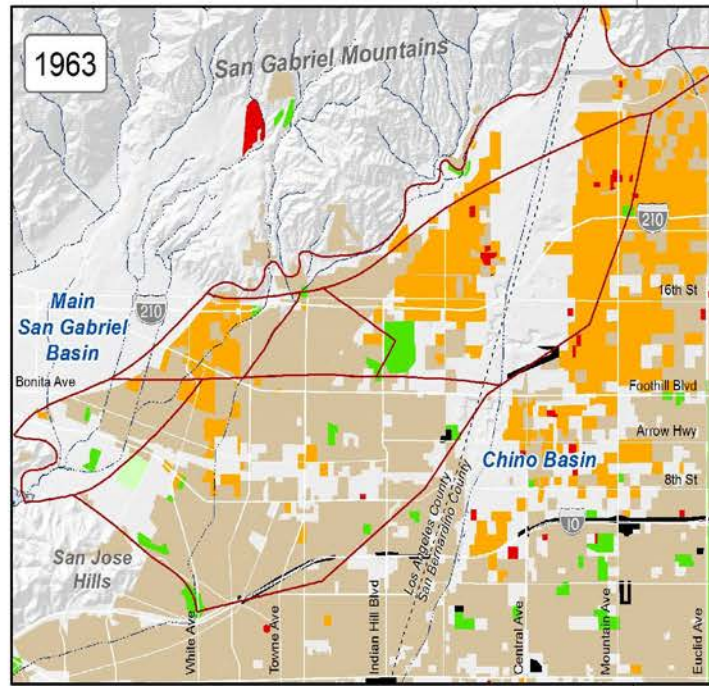 1963
San Gabriel Mountains
210
16th St
Main
San Gabriel
Basin
210
Bonita Ave
Foothill Blvd
Arrow Hwy
Chino Basin
8th St
Los Angeles County
San Bernardino County
10
San Jose
Hills
White Ave
Towne Ave
Indian Hill Blvd
Central Ave
Mountain Ave
Euclid Ave